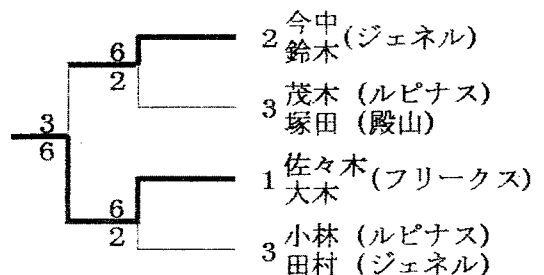 2 今中
鈴木(ジェネル)
6
2
3 茂木 (ルピナス)
塚田 (殿山)
3
6
1 佐々木
大木(フリークス)
6
2
3 小林 (ルピナス)
田村 (ジェネル)